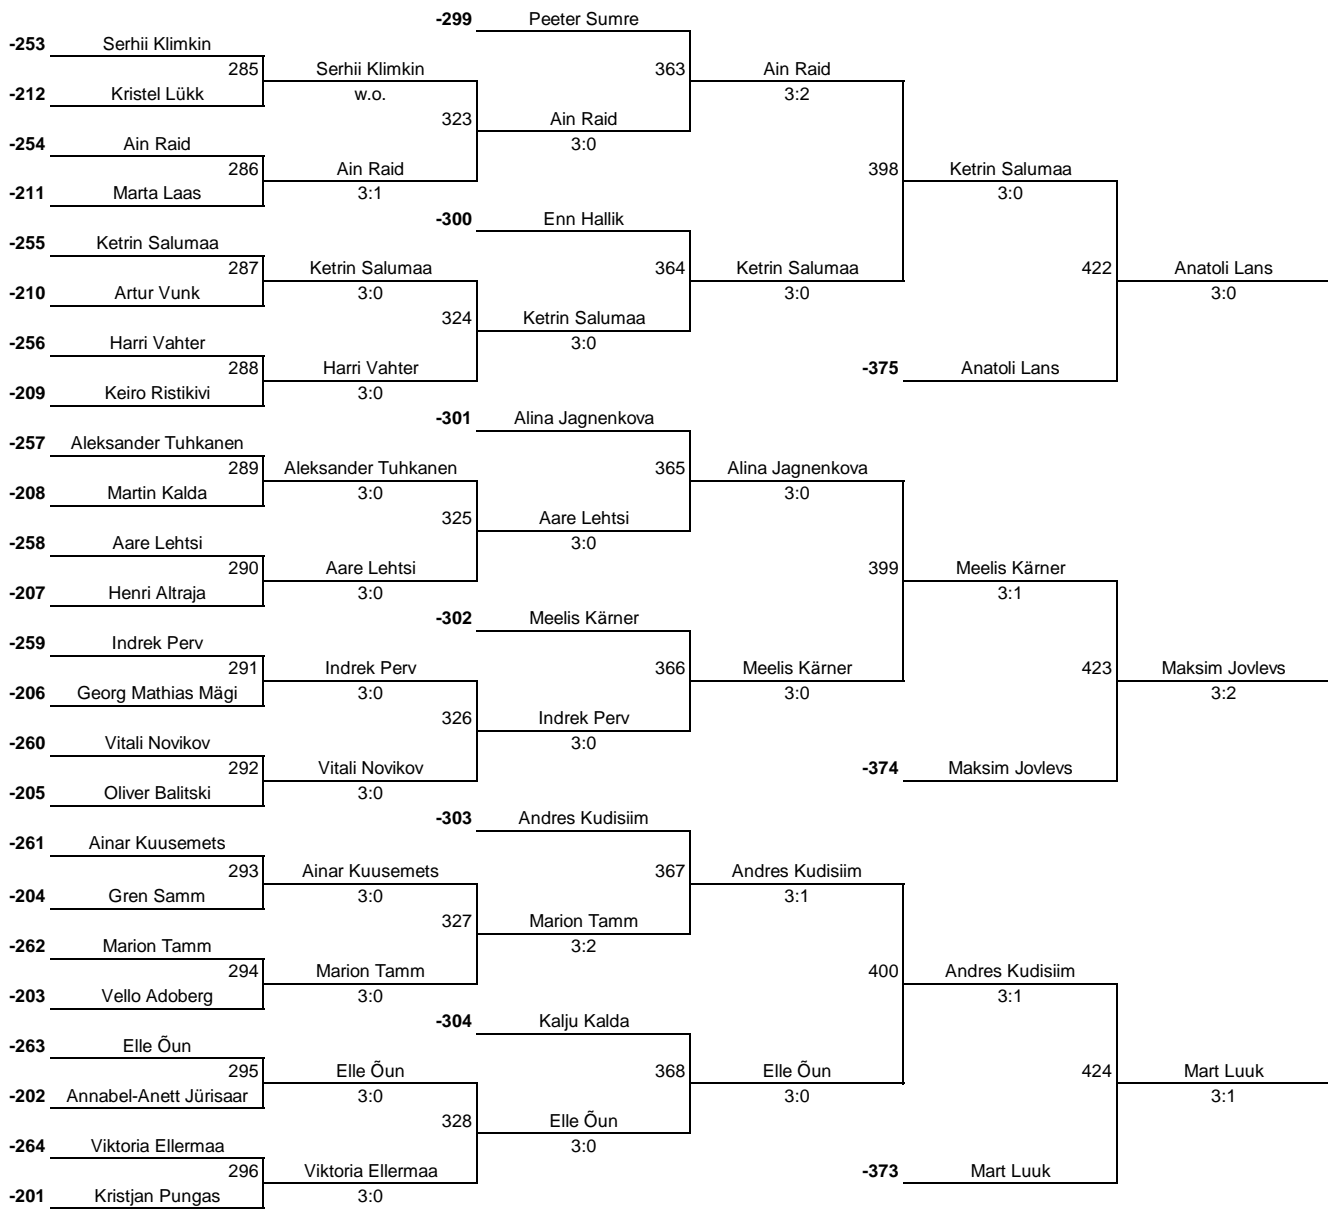 -299 Peeter Sumre
-253 Serhii Klimkin
285 Serhii Klimkin 363 Ain Raid
-212 Kristel Lükk w.o. 3:2
323 Ain Raid
-254 Ain Raid 3:0
286 Ain Raid 398 Ketrin Salumaa
-211 Marta Laas 3:1 3:0
-300 Enn Hallik
-255 Ketrin Salumaa
287 Ketrin Salumaa 364 Ketrin Salumaa 422 Anatoli Lans
-210 Artur Vunk 3:0 3:0 3:0
324 Ketrin Salumaa
-256 Harri Vahter 3:0
288 Harri Vahter -375 Anatoli Lans
-209 Keiro Ristikivi 3:0
-301 Alina Jagnenkova
-257 Aleksander Tuhkanen
289 Aleksander Tuhkanen 365 Alina Jagnenkova
-208 Martin Kalda 3:0 3:0
325 Aare Lehtsi
-258 Aare Lehtsi 3:0
290 Aare Lehtsi 399 Meelis Kärner
-207 Henri Altraja 3:0 3:1
-302 Meelis Kärner
-259 Indrek Perv
291 Indrek Perv 366 Meelis Kärner 423 Maksim Jovlevs
-206 Georg Mathias Mägi 3:0 3:0 3:2
326 Indrek Perv
-260 Vitali Novikov 3:0
292 Vitali Novikov -374 Maksim Jovlevs
-205 Oliver Balitski 3:0
-303 Andres Kudisiim
-261 Ainar Kuusemets
293 Ainar Kuusemets 367 Andres Kudisiim
-204 Gren Samm 3:0 3:1
327 Marion Tamm
-262 Marion Tamm 3:2
294 Marion Tamm 400 Andres Kudisiim
-203 Vello Adoberg 3:0 3:1
-304 Kalju Kalda
-263 Elle Õun
295 Elle Õun 368 Elle Õun 424 Mart Luuk
-202 Annabel-Anett Jürisaar 3:0 3:0 3:1
328 Elle Õun
-264 Viktoria Ellermaa 3:0
296 Viktoria Ellermaa -373 Mart Luuk
-201 Kristjan Pungas 3:0